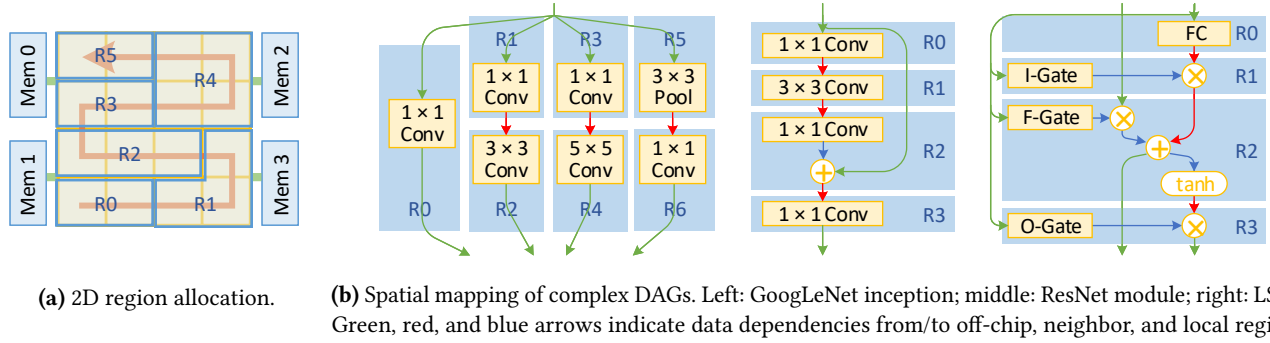 Mem 0
Mem 1
R5
R4
R3
R2
R0
R1
Mem 2
Mem 3
(a) 2D region allocation.
1 × 1
Conv
R0
R1
1 × 1
Conv
3 × 3
Conv
R2
R3
1 × 1
Conv
5 × 5
Conv
R4
R5
3 × 3
Pool
1 × 1
Conv
R6
1 × 1 Conv
R0
3 × 3 Conv
R1
1 × 1 Conv
+
R2
1 × 1 Conv
R3
FC
R0
I-Gate
×
R1
F-Gate
×
+
R2
tanh
O-Gate
×
R3
(b) Spatial mapping of complex DAGs. Left: GoogLeNet inception; middle: ResNet module; right: LS
Green, red, and blue arrows indicate data dependencies from/to off-chip, neighbor, and local regi